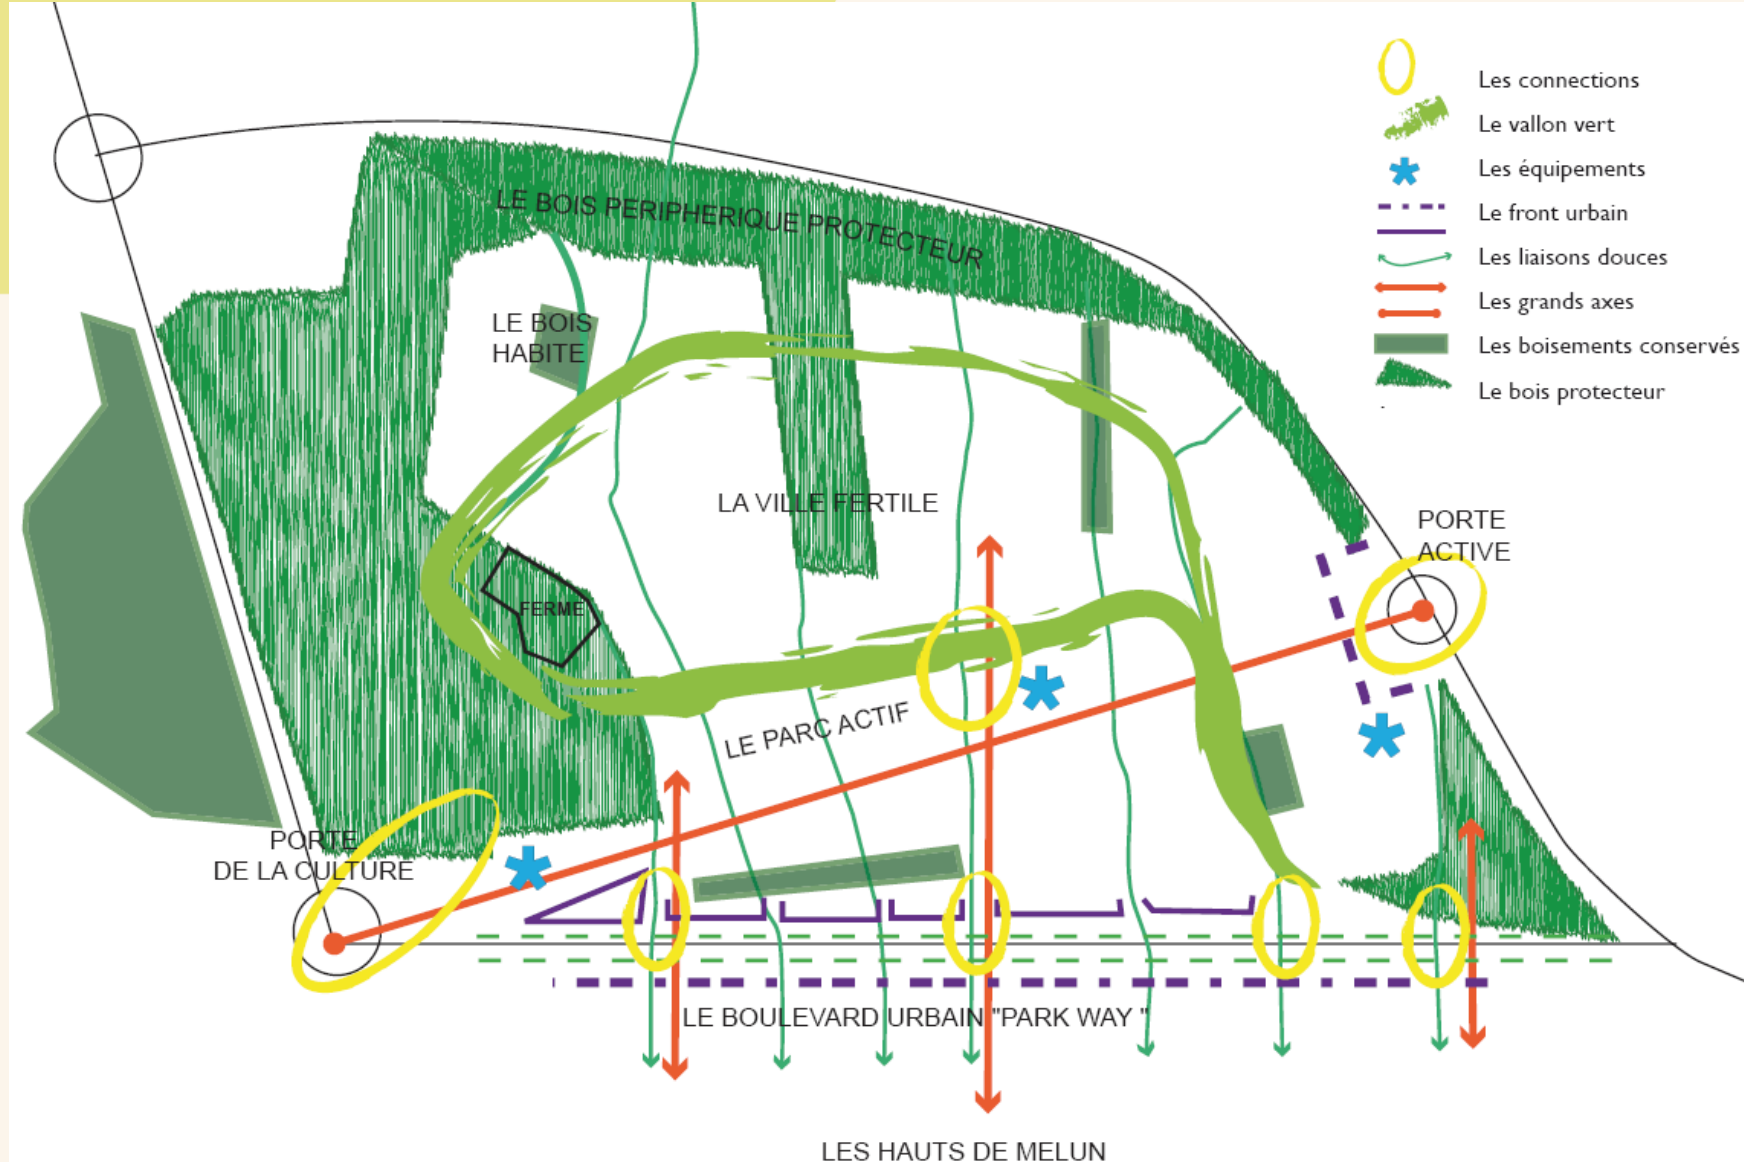 Les connections
Le vallon vert
Les équipements
Le front urbain
Les liaisons douces
Les grands axes
Les boisements conservés
Le bois protecteur
LE BOIS PERIPHERIQUE PROTECTEUR
LE BOIS
HABITE
LA VILLE FERTILE
PORTE
ACTIVE
FERME
LE PARC ACTIF
PORTE
DE LA CULTURE
LE BOULEVARD URBAIN "PARK WAY "
LES HAUTS DE MELUN